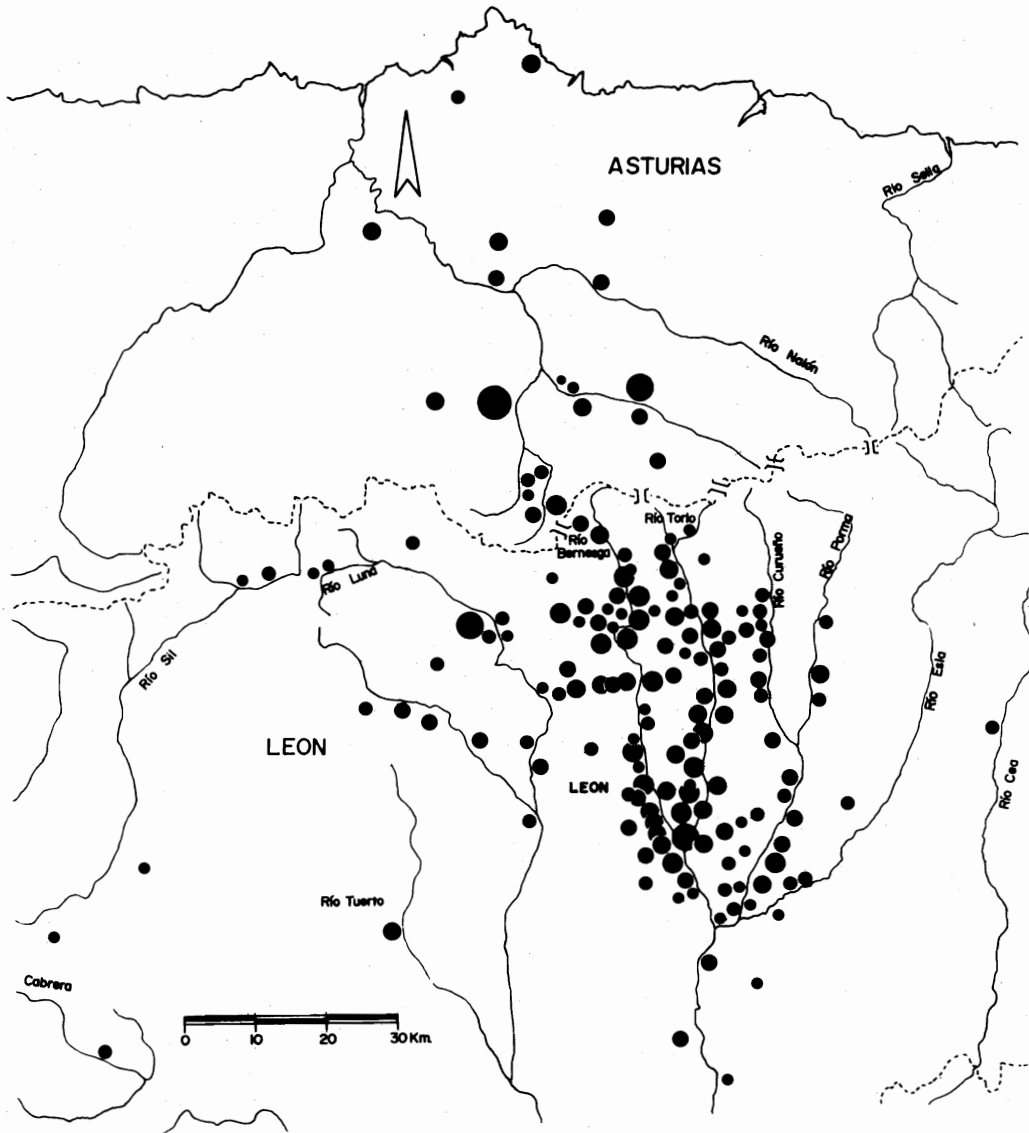 ASTURIAS
Río Sella
Río Nalón
Río Torío
Río
Bernesga
Río Curueño
Río Porma
Río Luna
Río Sil
Río Esla
LEON
LEON
Río Cea
Río Tuerto
Cabrera
0 10 20 30 Km.